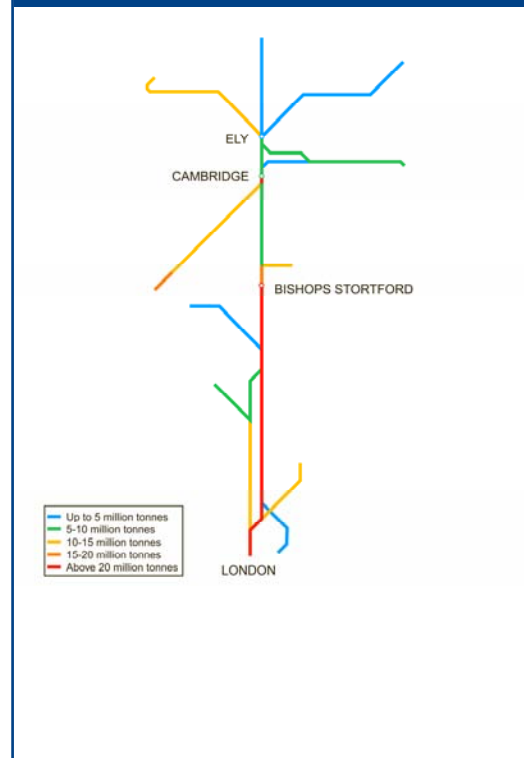 ELY
CAMBRIDGE
BISHOPS STORTFORD
Up to 5 million tonnes
5-10 million tonnes
10-15 million tonnes
15-20 million tonnes
Above 20 million tonnes
LONDON